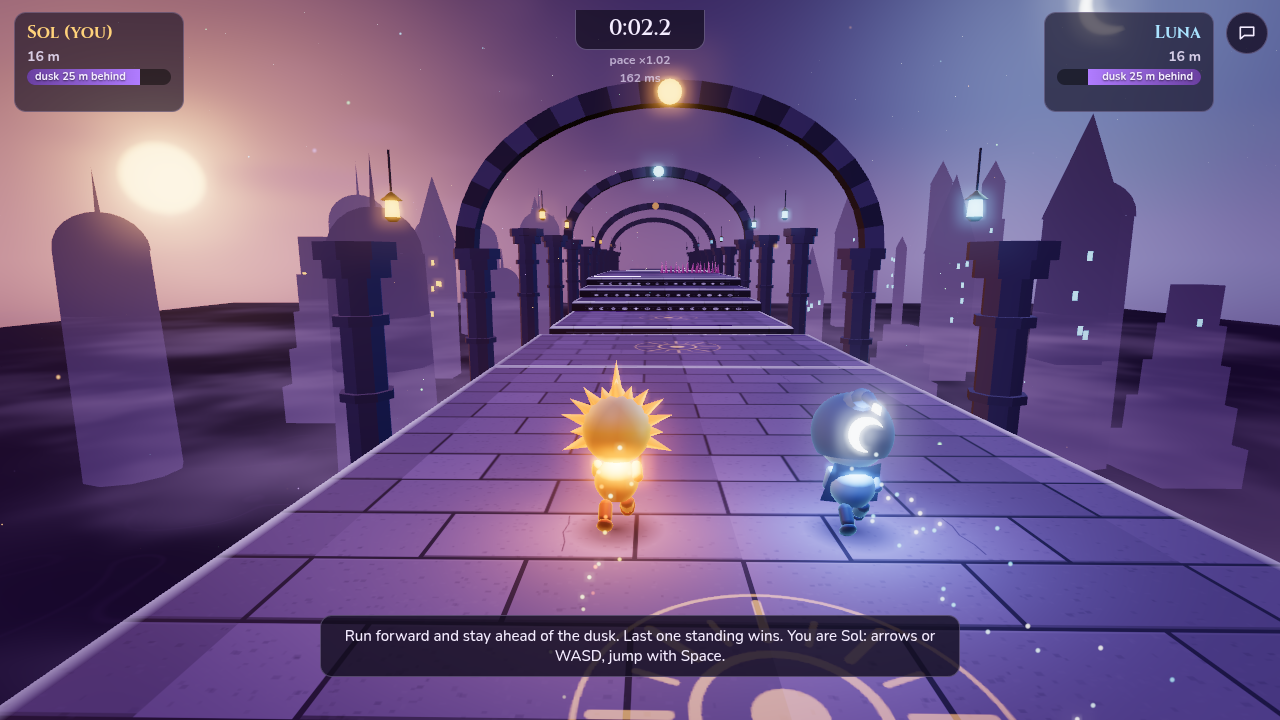 SOL (YOU)
16 m
dusk 25 m behind
0:02.2
pace ×1.02
162 ms
LUNA
16 m
dusk 25 m behind
Run forward and stay ahead of the dusk. Last one standing wins. You are Sol: arrows or
WASD, jump with Space.